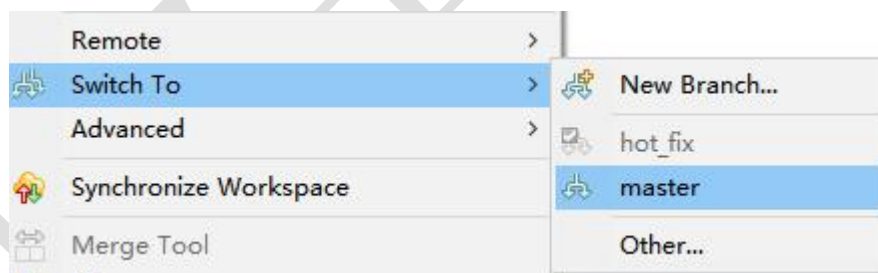 Remote
Switch To
Advanced
Synchronize Workspace
Merge Tool
New Branch...
hot_fix
master
Other...